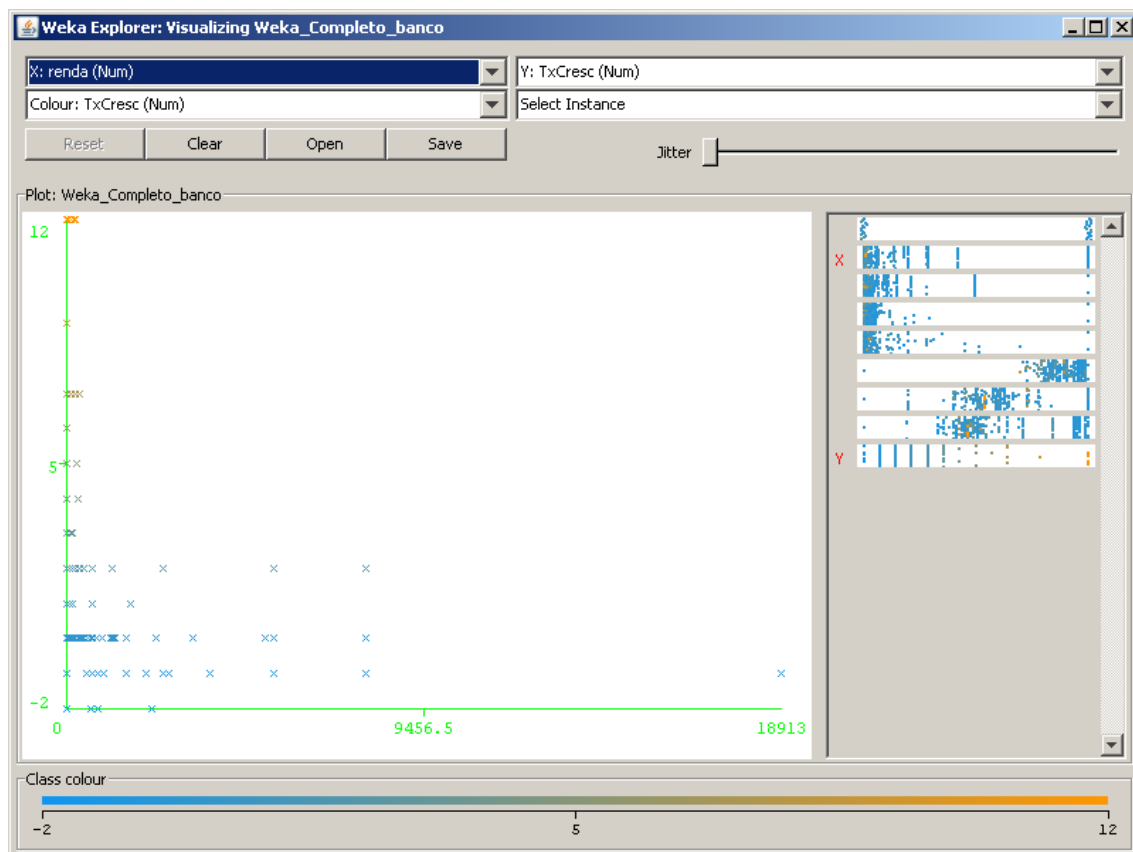 Weka Explorer: Visualizing Weka_Completo_banco
X: renda (Num)
Y: TxCresc (Num)
Colour: TxCresc (Num)
Select Instance
Reset
Clear
Open
Save
Jitter
Plot: Weka_Completo_banco
12
X
5
Y
-2
0
9456.5
18913
Class colour
-2
5
12